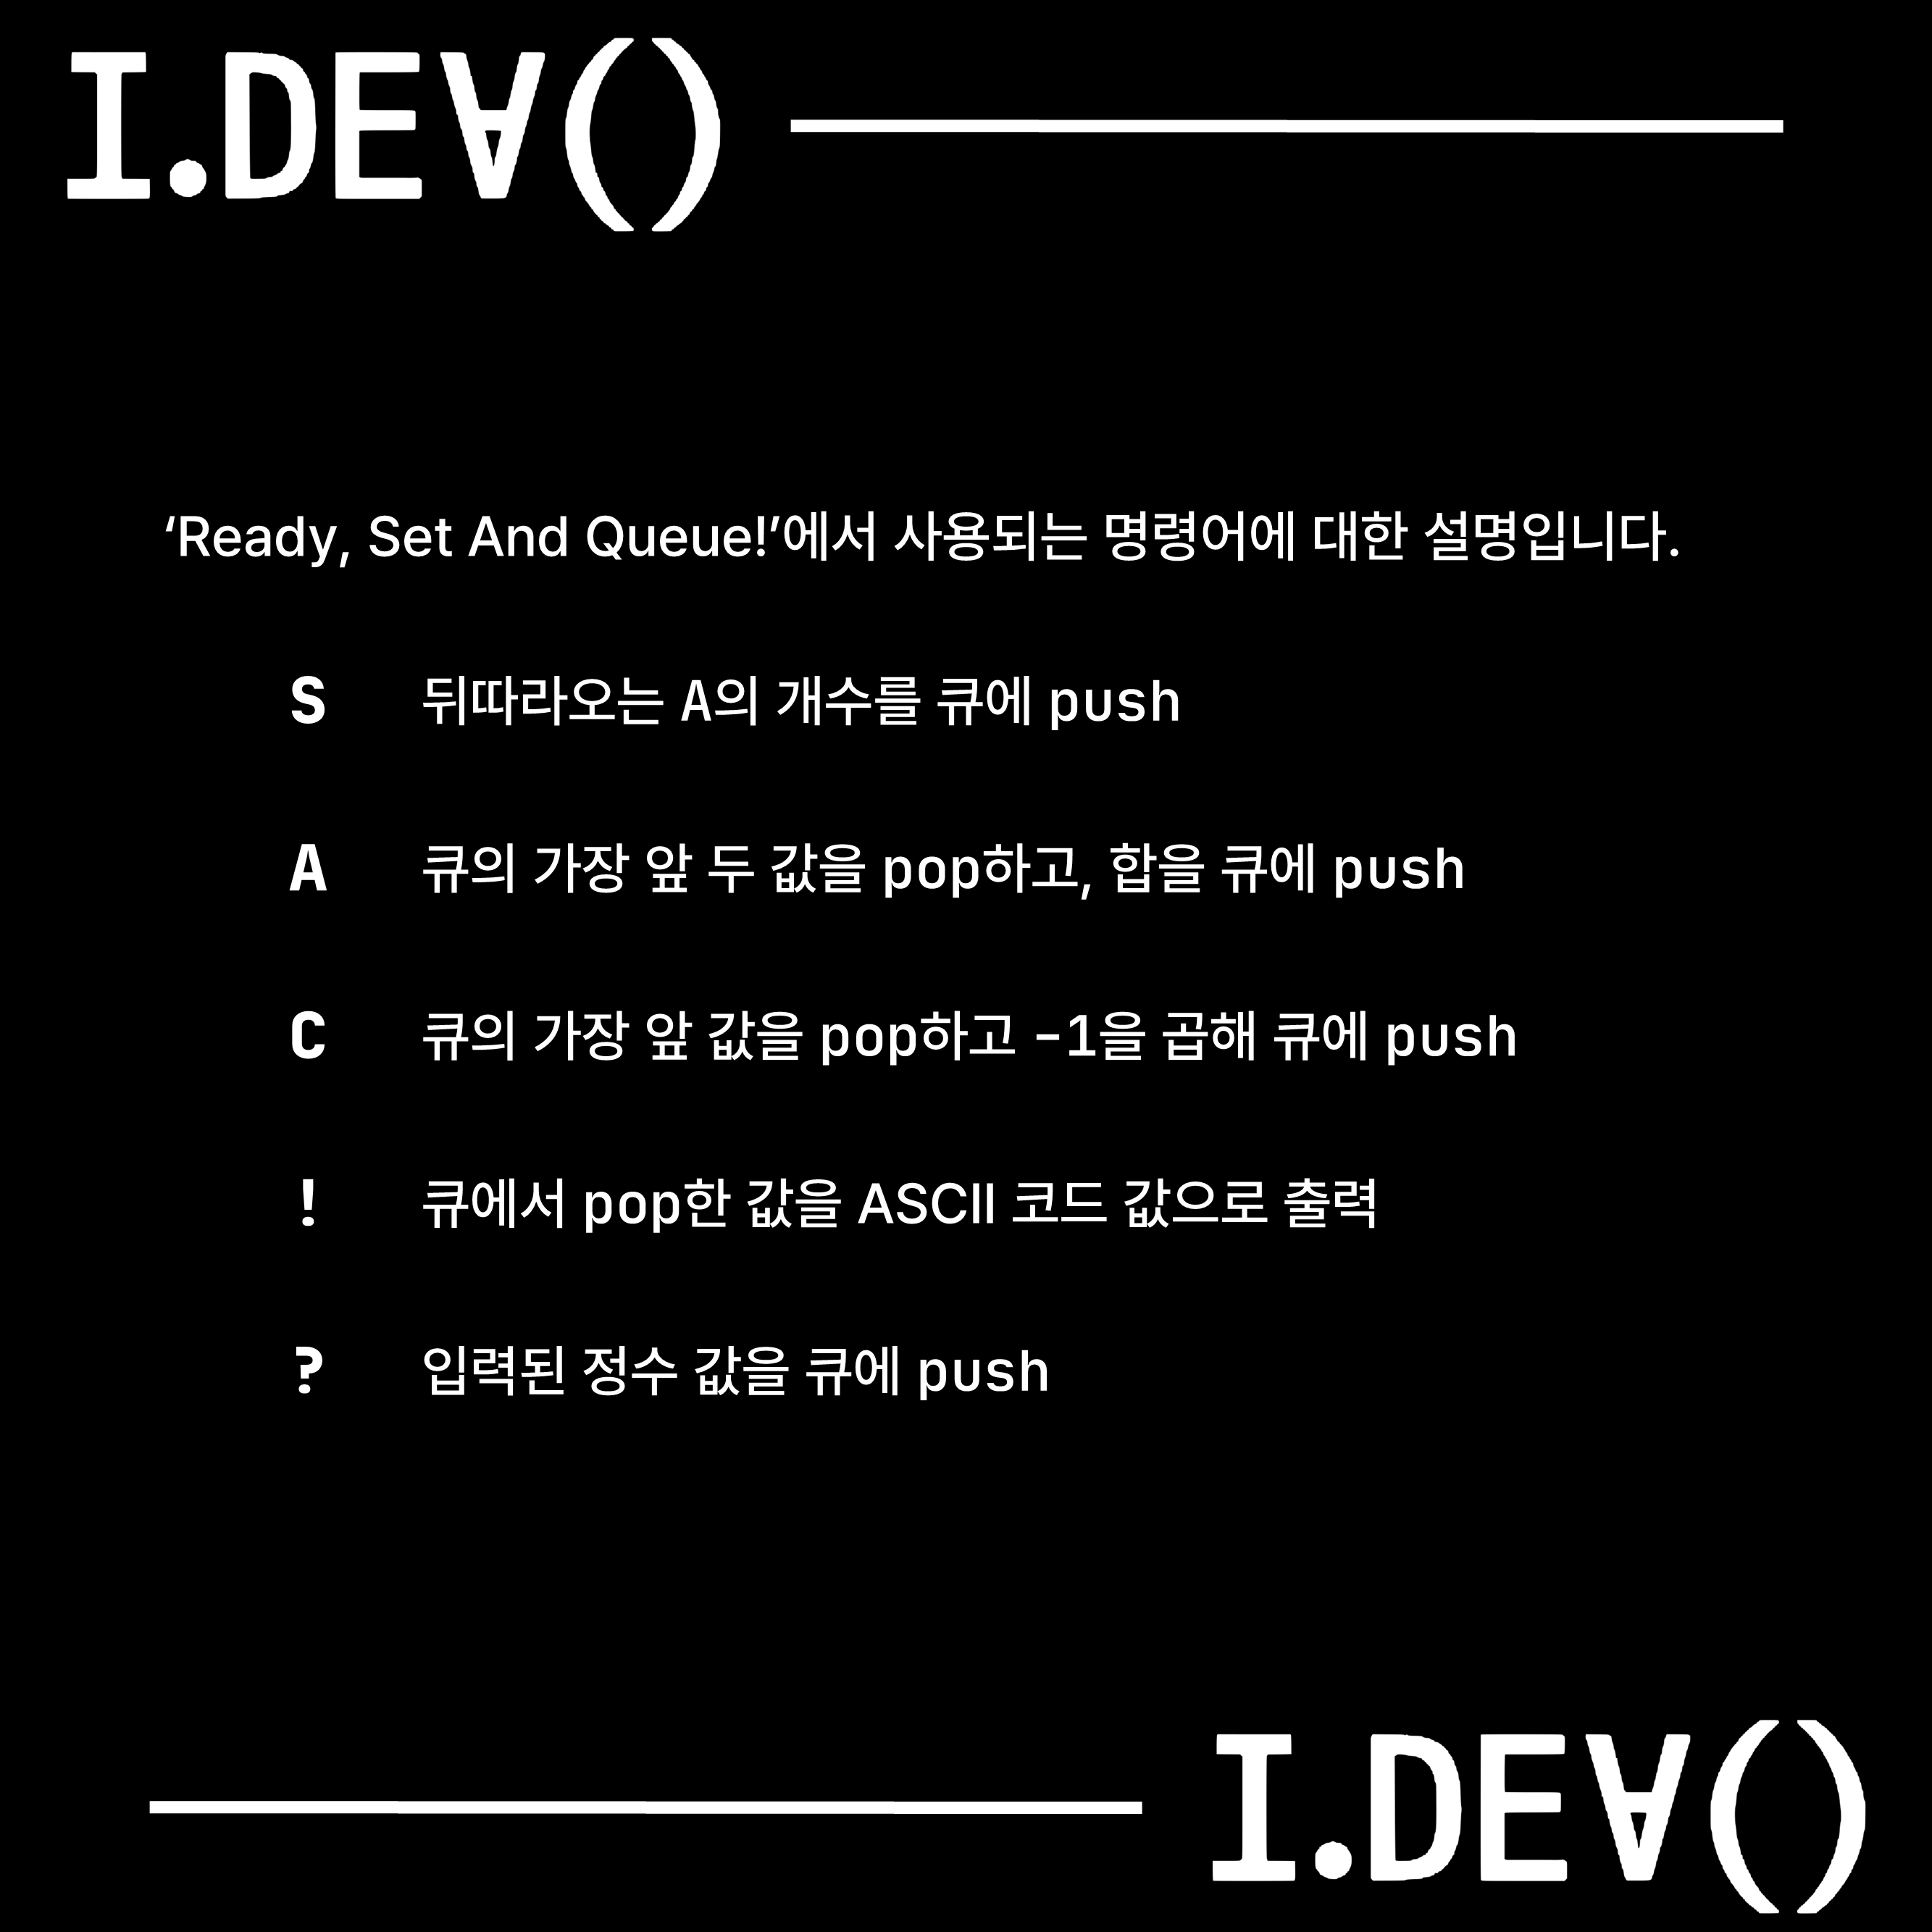 I.DEV()
‘Ready, Set And Queue!’에서 사용되는 명령어에 대한 설명입니다.
S 뒤따라오는 A의 개수를 큐에 push
A 큐의 가장 앞 두 값을 pop하고, 합을 큐에 push
C 큐의 가장 앞 값을 pop하고 -1을 곱해 큐에 push
! 큐에서 pop한 값을 ASCII 코드 값으로 출력
? 입력된 정수 값을 큐에 push
I.DEV()